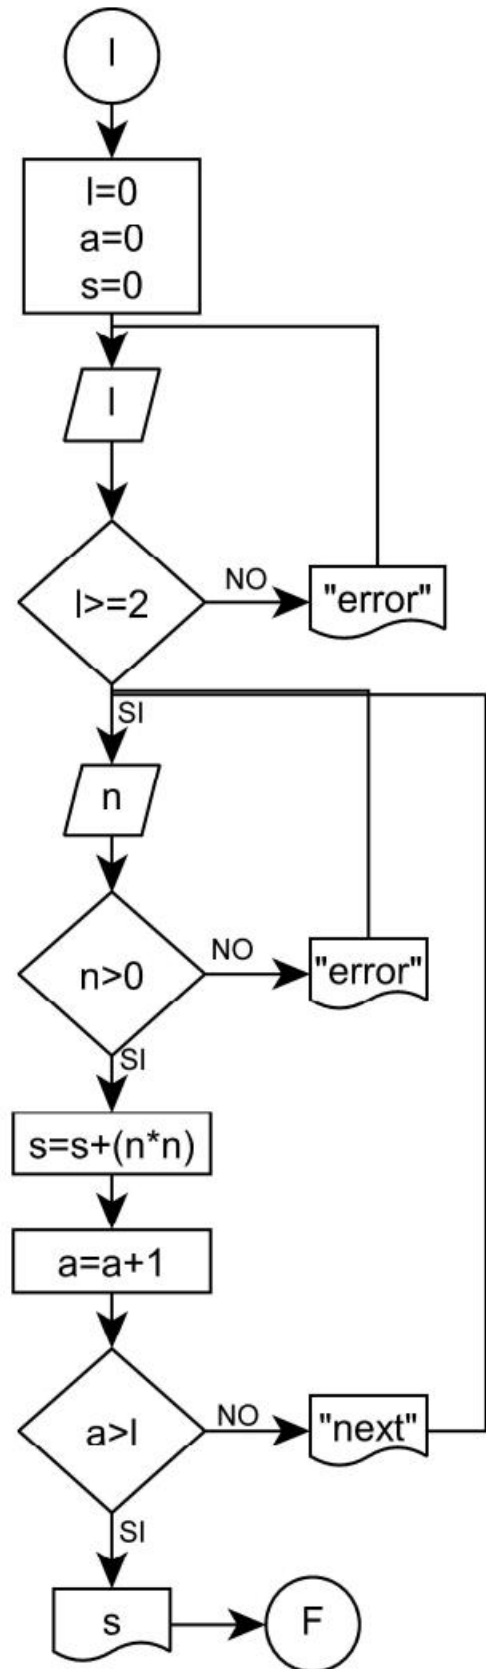 I
l=0
a=0
s=0
l
l>=2
NO
"error"
SI
n
n>0
NO
"error"
SI
s=s+(n*n)
a=a+1
a>l
NO
"next"
SI
s
F